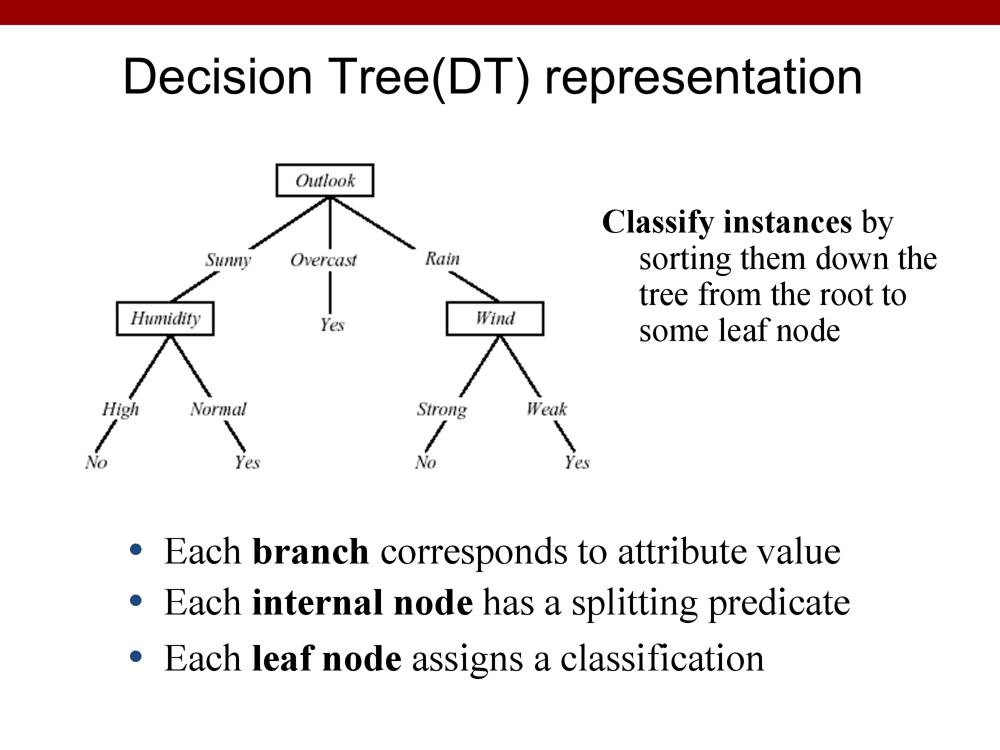 Decision Tree(DT) representation
Outlook
Sunny Overcast Rain
Humidity Yes Wind
High Normal Strong Weak
No Yes No Yes
Classify instances by
sorting them down the
tree from the root to
some leaf node
• Each branch corresponds to attribute value
• Each internal node has a splitting predicate
• Each leaf node assigns a classification